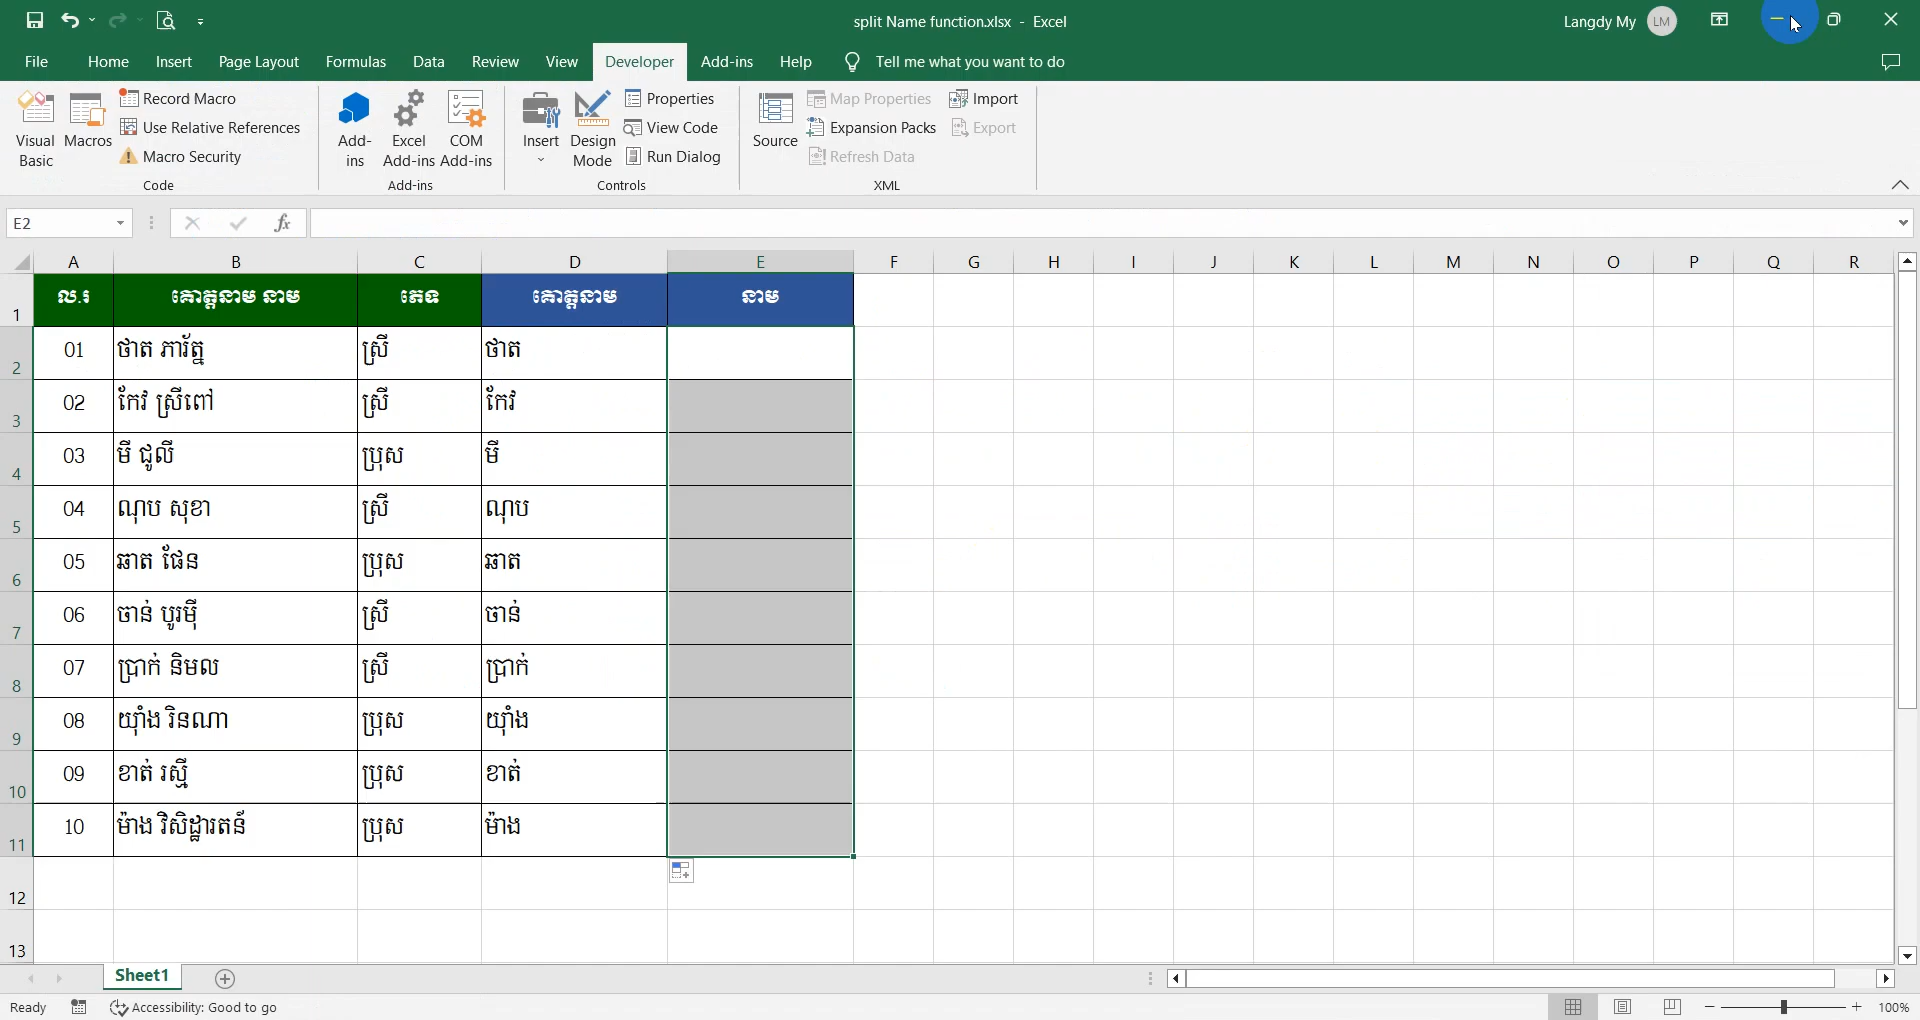 split Name function.xlsx - Excel
Langdy My LM
File Home Insert Page Layout Formulas Data Review View Developer Add-ins Help Tell me what you want to do
Visual Basic
Macros
Record Macro
Use Relative References
Macro Security
Code
Add-ins
Excel Add-ins
COM Add-ins
Add-ins
Insert
Design Mode
Properties
View Code
Run Dialog
Controls
Source
Map Properties
Expansion Packs
Refresh Data
Import
Export
XML
E2
fx
A B C D E F G H I J K L M N O P Q R
1 ល.រ គោត្តនាម នាម ភេទ គោត្តនាម នាម
2 01 ថាត ភារ័ត្ន ស្រី ថាត
3 02 កែវ ស្រីពៅ ស្រី កែវ
4 03 មី ជូលី ប្រុស មី
5 04 ណុប សុខា ស្រី ណុប
6 05 ឆាត ផែន ប្រុស ឆាត
7 06 ចាន់ បូរម៉ី ស្រី ចាន់
8 07 ប្រាក់ និមល ស្រី ប្រាក់
9 08 យ៉ាំង រិនណា ប្រុស យ៉ាំង
10 09 ខាត់ រស្មី ប្រុស ខាត់
11 10 ម៉ាង វិសិដ្ឋារតន៍ ប្រុស ម៉ាង
12
13
Sheet1
Ready Accessibility: Good to go 100%